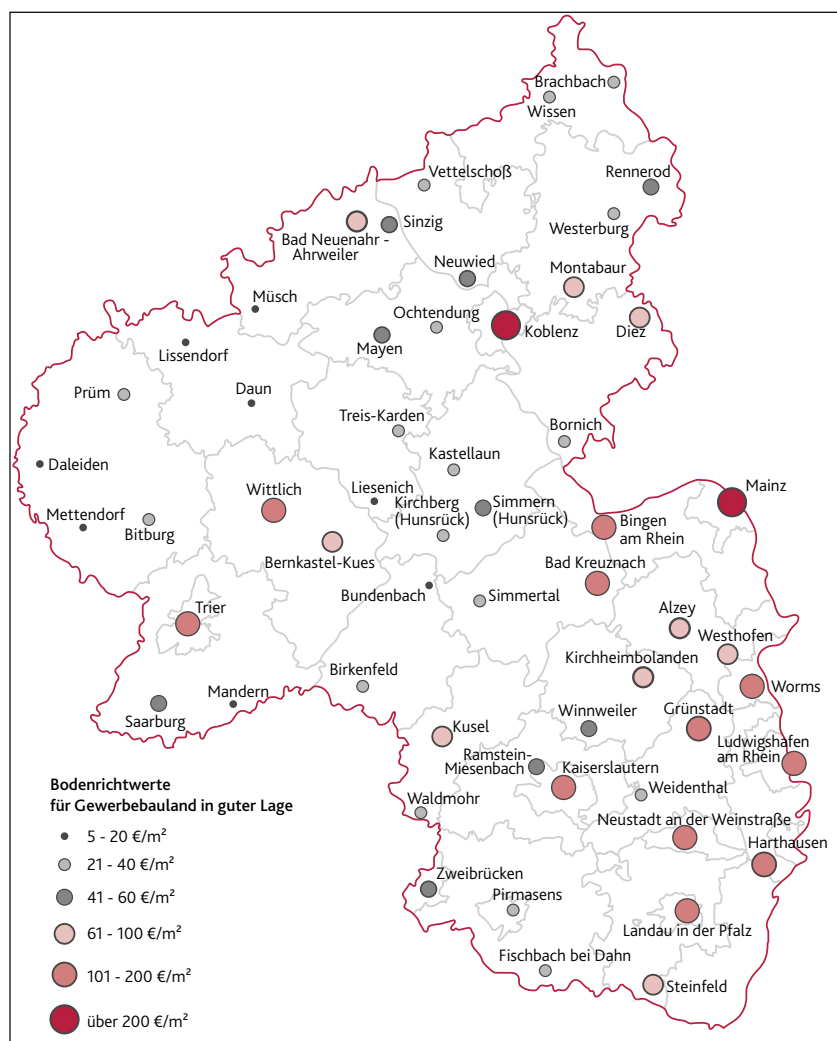 Brachbach
Wissen
Vettelschoß
Rennerod
Sinzig
Westerburg
Bad Neuenahr -
Ahrweiler
Neuwied
Montabaur
Müsch
Ochtendung
Koblenz
Diez
Lissendorf
Mayen
Daun
Prüm
Treis-Karden
Bornich
Kastellaun
Daleiden
Mainz
Wittlich
Liesenich
Kirchberg
(Hunsrück)
Simmern
(Hunsrück)
Mettendorf
Bitburg
Bingen
am Rhein
Bernkastel-Kues
Bad Kreuznach
Bundenbach
Simmertal
Trier
Alzey
Westhofen
Kirchheimbolanden
Birkenfeld
Worms
Mandern
Saarburg
Grünstadt
Winnweiler
Kusel
Ludwigshafen
am Rhein
Ramstein-
Miesenbach
Kaiserslautern
Weidenthal
Waldmohr
Neustadt an der Weinstraße
Harthausen
Zweibrücken
Pirmasens
Landau in der Pfalz
Fischbach bei Dahn
Steinfeld
Bodenrichtwerte
für Gewerbebauland in guter Lage
5 - 20 €/m²
21 - 40 €/m²
41 - 60 €/m²
61 - 100 €/m²
101 - 200 €/m²
über 200 €/m²